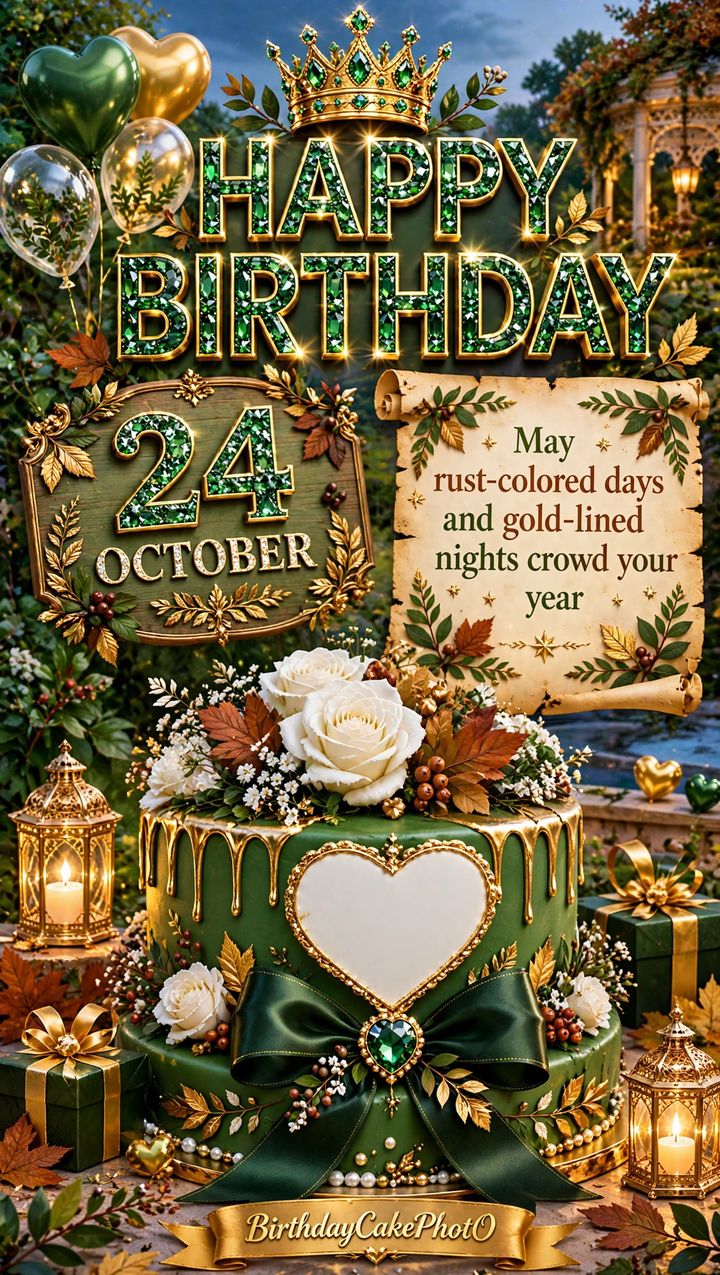 HAPPY
BIRTHDAY
24
OCTOBER
May
rust-colored days
and gold-lined
nights crowd your
year
BirthdayCakePhotO